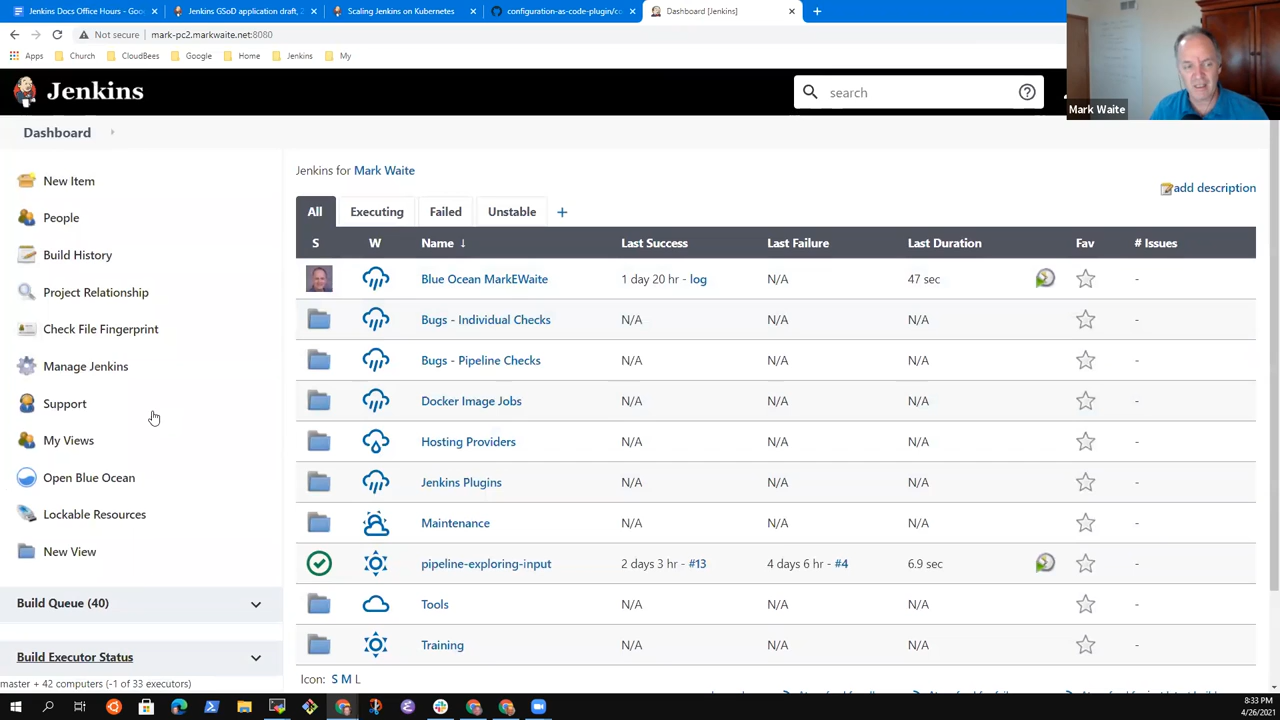 Jenkins Docs Office Hours - Goo
Jenkins GSoD application draft, 2
Scaling Jenkins on Kubernetes
configuration-as-code-plugin/co
Dashboard [Jenkins]
Not secure mark-pc2.markwaite.net:8080
Apps Church CloudBees Google Home Jenkins My
Mark Waite
Jenkins
search
Dashboard
New Item
People
Build History
Project Relationship
Check File Fingerprint
Manage Jenkins
Support
My Views
Open Blue Ocean
Lockable Resources
New View
Build Queue (40)
Build Executor Status
master + 42 computers (-1 of 33 executors)
Jenkins for Mark Waite
add description
All Executing Failed Unstable +
S W Name ↓ Last Success Last Failure Last Duration Fav # Issues
Blue Ocean MarkEWaite 1 day 20 hr - log N/A 47 sec -
Bugs - Individual Checks N/A N/A N/A -
Bugs - Pipeline Checks N/A N/A N/A -
Docker Image Jobs N/A N/A N/A -
Hosting Providers N/A N/A N/A -
Jenkins Plugins N/A N/A N/A -
Maintenance N/A N/A N/A -
pipeline-exploring-input 2 days 3 hr - #13 4 days 6 hr - #4 6.9 sec -
Tools N/A N/A N/A -
Training N/A N/A N/A -
Icon: S M L
8:33 PM
4/26/2021